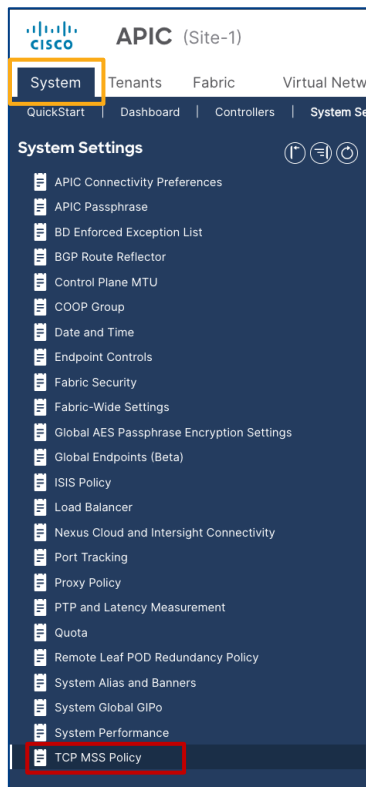 CISCO
APIC (Site-1)
System Tenants Fabric Virtual Netw
QuickStart | Dashboard | Controllers | System Se
System Settings
APIC Connectivity Preferences
APIC Passphrase
BD Enforced Exception List
BGP Route Reflector
Control Plane MTU
COOP Group
Date and Time
Endpoint Controls
Fabric Security
Fabric-Wide Settings
Global AES Passphrase Encryption Settings
Global Endpoints (Beta)
ISIS Policy
Load Balancer
Nexus Cloud and Intersight Connectivity
Port Tracking
Proxy Policy
PTP and Latency Measurement
Quota
Remote Leaf POD Redundancy Policy
System Alias and Banners
System Global GIPo
System Performance
TCP MSS Policy